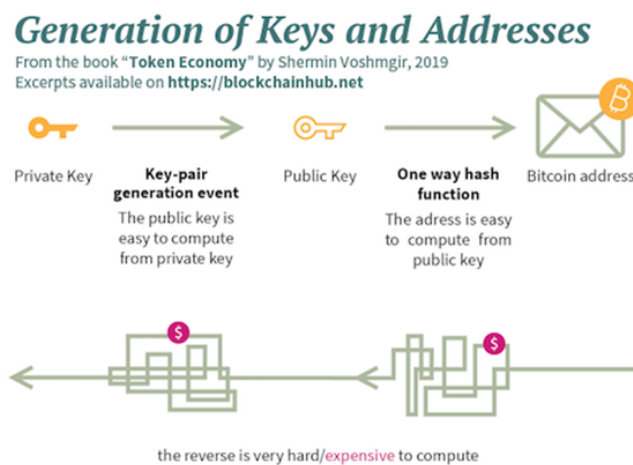 Generation of Keys and Addresses
From the book “Token Economy” by Shermin Voshmgir, 2019
Excerpts available on https://blockchainhub.net
Private Key
Key-pair
generation event
The public key is
easy to compute
from private key
Public Key
One way hash
function
The adress is easy
to compute from
public key
Bitcoin address
$
$
the reverse is very hard/expensive to compute